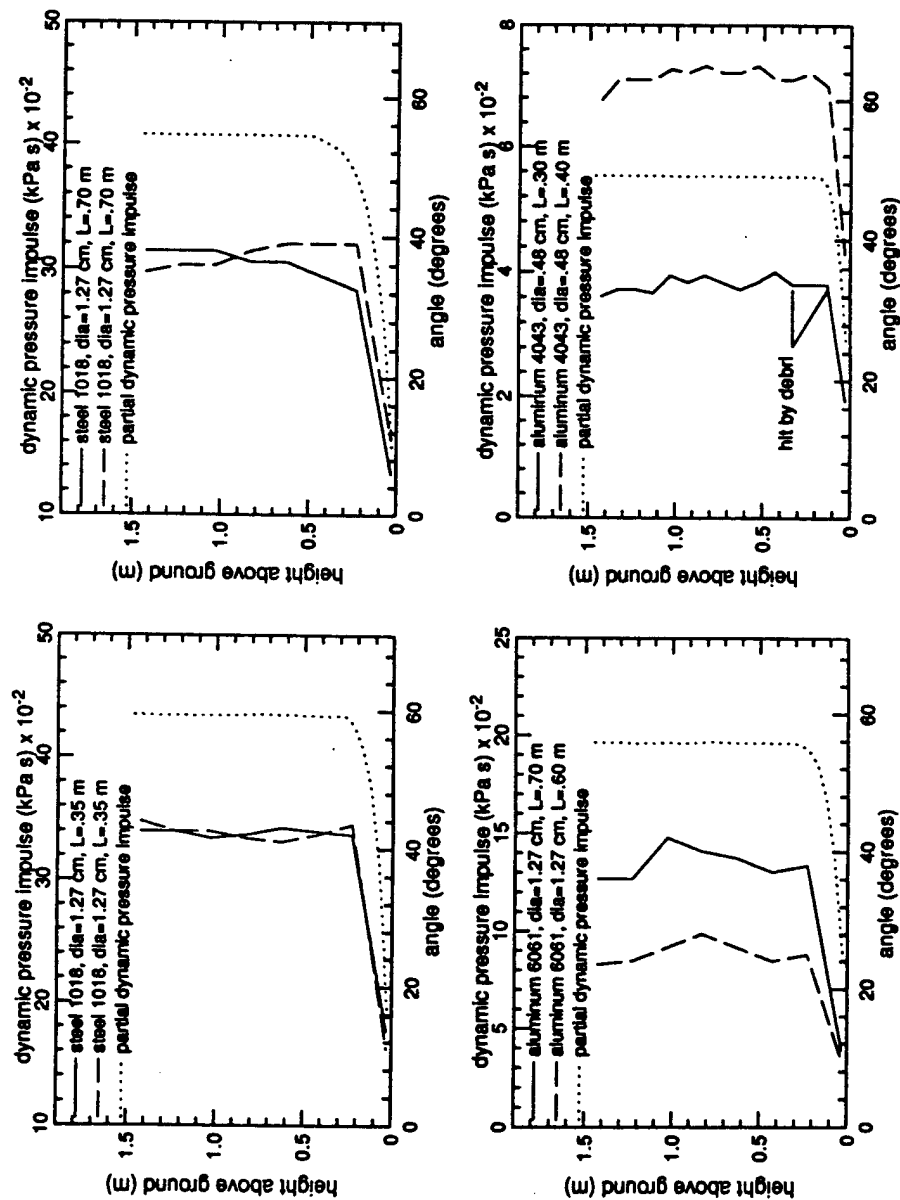 dynamic pressure impulse (kPa s) x 10-2
10 20 30 40 50
steel 1018, dia=1.27 cm, L=.35 m
steel 1018, dia=1.27 cm, L=.35 m
partial dynamic pressure impulse
height above ground (m)
1.5
1.0
0.5
0
0 20 40 60
angle (degrees)
dynamic pressure impulse (kPa s) x 10-2
10 20 30 40 50
steel 1018, dia=1.27 cm, L=.70 m
steel 1018, dia=1.27 cm, L=.70 m
partial dynamic pressure impulse
height above ground (m)
1.5
1.0
0.5
0
0 20 40 60
angle (degrees)
dynamic pressure impulse (kPa s) x 10-2
0 5 10 15 20 25
aluminum 6061, dia=1.27 cm, L=.70 m
aluminum 6061, dia=1.27 cm, L=.60 m
partial dynamic pressure impulse
height above ground (m)
1.5
1.0
0.5
0
0 20 40 60
angle (degrees)
dynamic pressure impulse (kPa s) x 10-2
0 2 4 6 8
aluminum 4043, dia=.48 cm, L=.30 m
aluminum 4043, dia=.48 cm, L=.40 m
partial dynamic pressure impulse
hit by debri
height above ground (m)
1.5
1.0
0.5
0
0 20 40 60
angle (degrees)